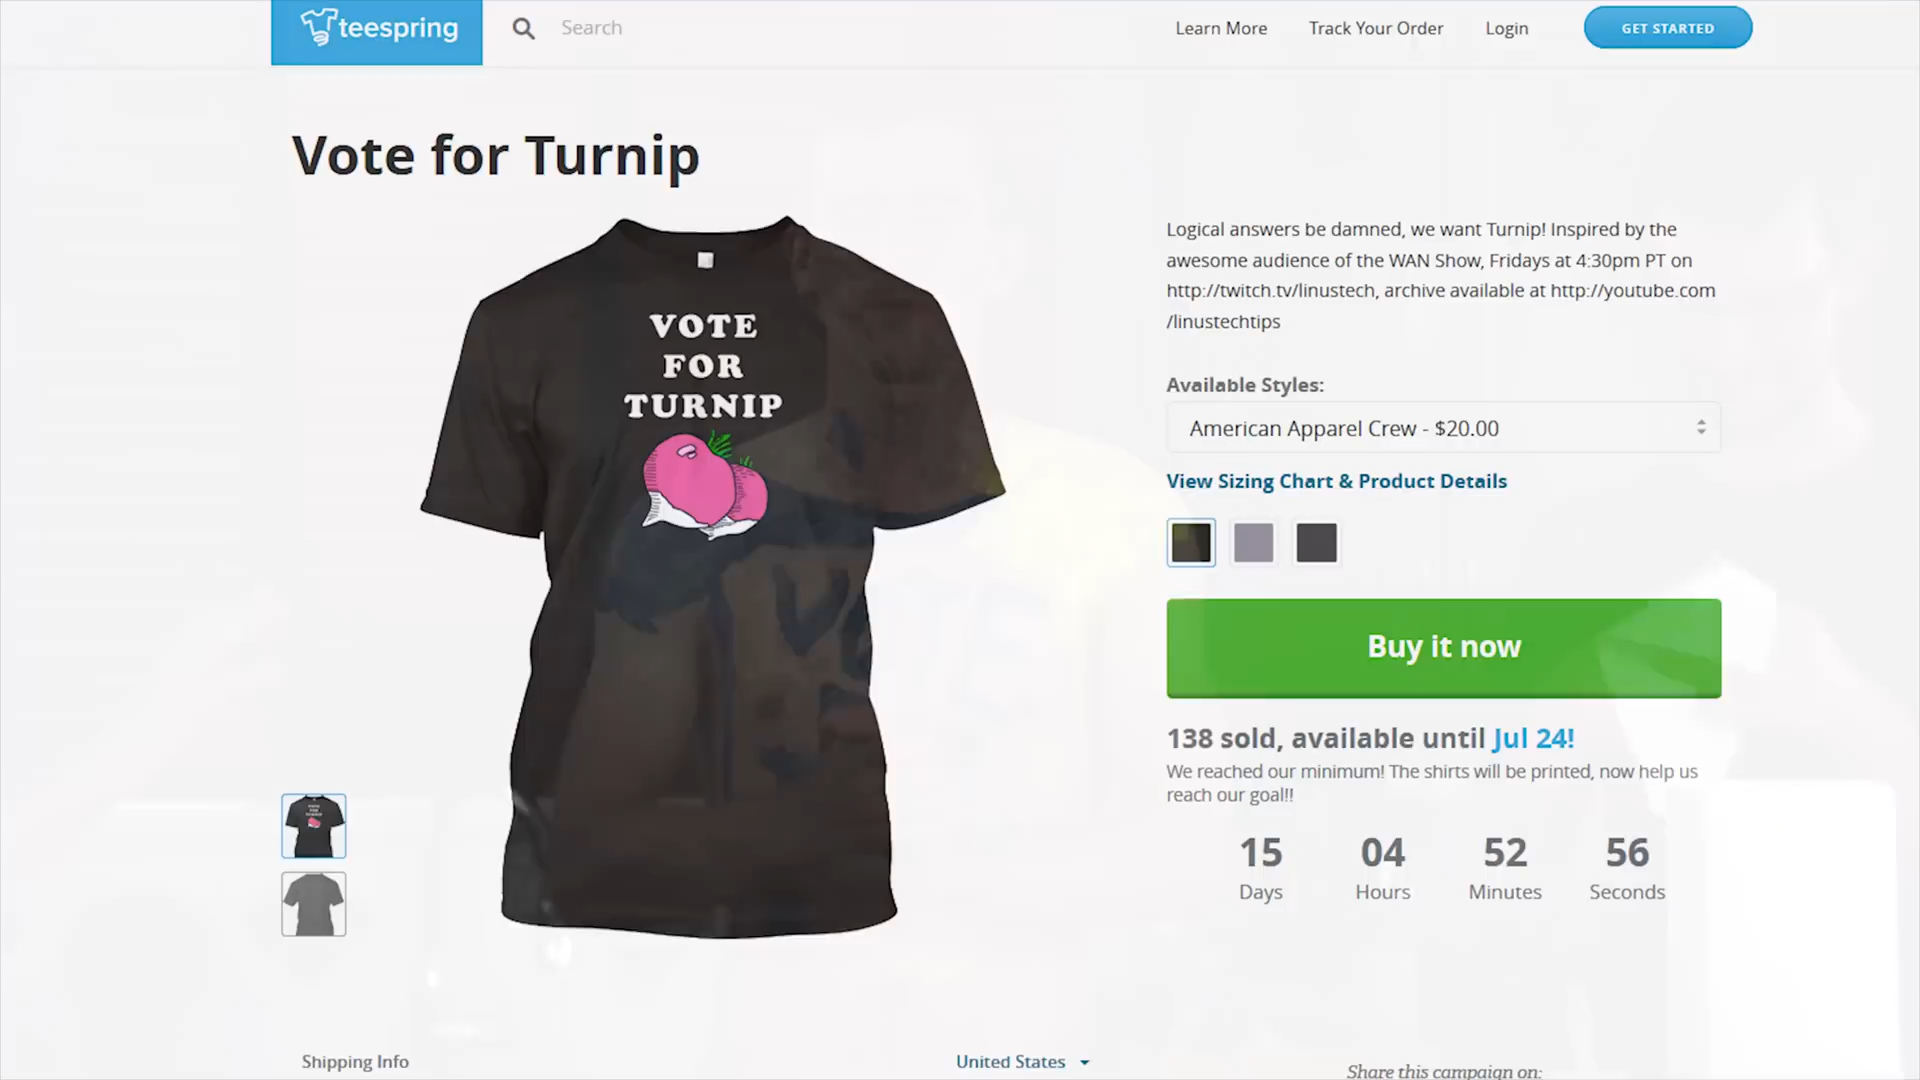 teespring
Search
Learn More
Track Your Order
Login
GET STARTED
Vote for Turnip
VOTE
FOR
TURNIP
Logical answers be damned, we want Turnip! Inspired by the
awesome audience of the WAN Show, Fridays at 4:30pm PT on
http://twitch.tv/linustech, archive available at http://youtube.com
/linustechtips
Available Styles:
American Apparel Crew - $20.00
View Sizing Chart & Product Details
Buy it now
138 sold, available until Jul 24!
We reached our minimum! The shirts will be printed, now help us
reach our goal!!
15 04 52 56
Days Hours Minutes Seconds
Shipping Info
United States
Share this campaign on: